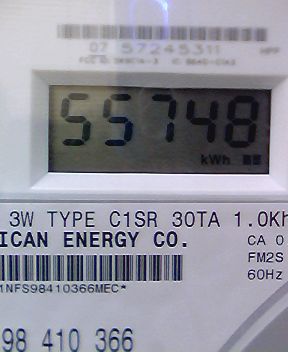 07 57245311
55748
kWh
3W TYPE C1SR 30TA 1.0Kh
ICAN ENERGY CO.
CA 0
FM2S
60Hz
1NFS98410366MEC*
98 410 366